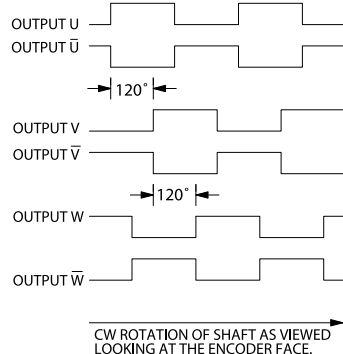 OUTPUT U
OUTPUT U̅
120°
OUTPUT V
OUTPUT V̅
120°
OUTPUT W
OUTPUT W̅
CW ROTATION OF SHAFT AS VIEWED
LOOKING AT THE ENCODER FACE.